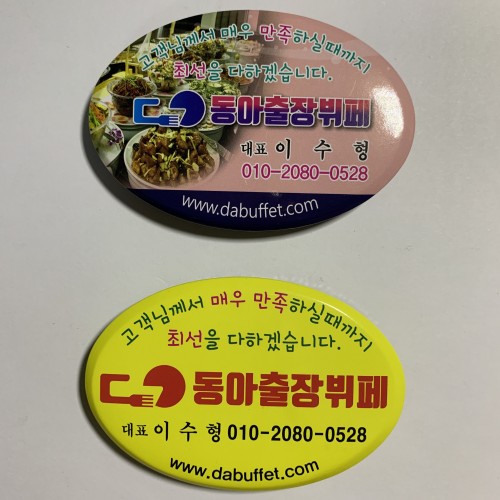 고객님께서 매우 만족하실때까지
최선을 다하겠습니다.
동아출장뷔페
대표 이 수 형
010-2080-0528
www.dabuffet.com
고객님께서 매우 만족하실때까지
최선을 다하겠습니다.
동아출장뷔페
대표 이 수 형 010-2080-0528
www.dabuffet.com